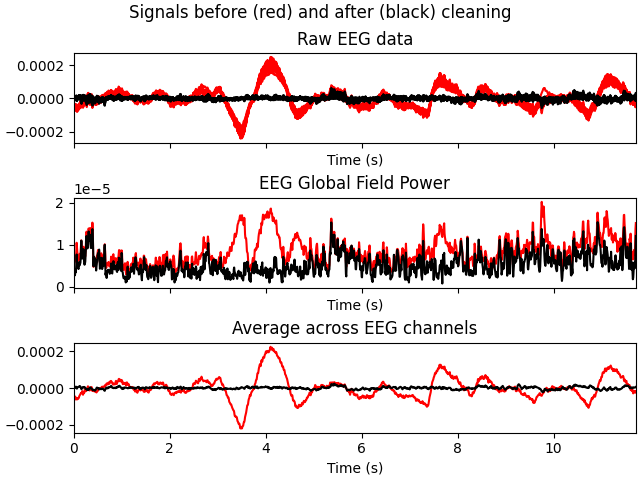 Signals before (red) and after (black) cleaning
Raw EEG data
0.0002
0.0000
−0.0002
Time (s)
EEG Global Field Power
1e−5
2
1
0
Time (s)
Average across EEG channels
0.0002
0.0000
−0.0002
0 2 4 6 8 10
Time (s)